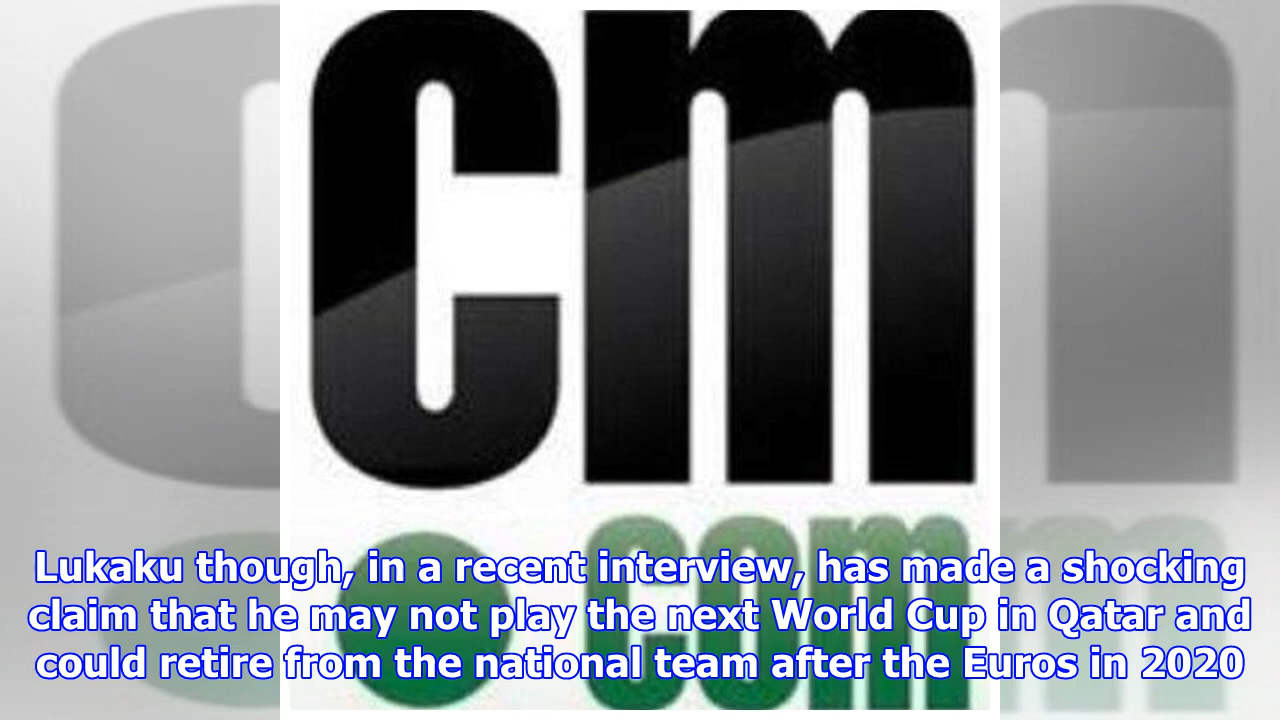 cm
.com
Lukaku though, in a recent interview, has made a shocking
claim that he may not play the next World Cup in Qatar and
could retire from the national team after the Euros in 2020